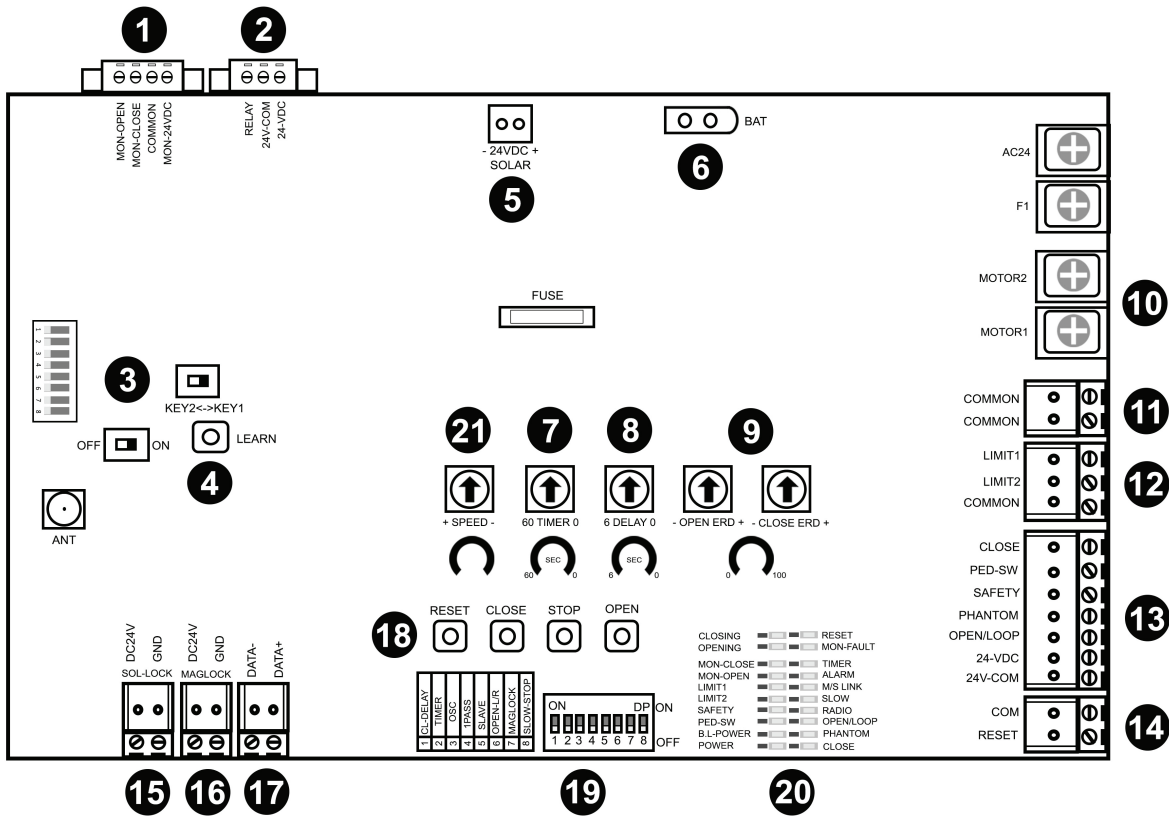 1
2
MON-OPEN
MON-CLOSE
COMMON
MON-24VDC
RELAY
24V-COM
24-VDC
- 24VDC +
SOLAR
5
BAT
6
AC24
F1
MOTOR2
MOTOR1
10
FUSE
1
2
3
4
5
6
7
8
3
KEY2<->KEY1
OFF
ON
LEARN
4
ANT
21
7
8
9
+ SPEED -
60 TIMER 0
6 DELAY 0
- OPEN ERD +
- CLOSE ERD +
SEC
60 0
SEC
6 0
0 100
COMMON
COMMON
11
LIMIT1
LIMIT2
COMMON
12
CLOSE
PED-SW
SAFETY
PHANTOM
OPEN/LOOP
24-VDC
24V-COM
13
COM
RESET
14
18
RESET
CLOSE
STOP
OPEN
CLOSING RESET
OPENING MON-FAULT
MON-CLOSE TIMER
MON-OPEN ALARM
LIMIT1 M/S LINK
LIMIT2 SLOW
SAFETY RADIO
PED-SW OPEN/LOOP
B.L-POWER PHANTOM
POWER CLOSE
20
1 CL-DELAY
2 TIMER
3 OSC
4 1PASS
5 SLAVE
6 OPEN-L/R
7 MAGLOCK
8 SLOW-STOP
ON DP ON
1 2 3 4 5 6 7 8 OFF
19
DC24V
GND
SOL-LOCK
15
DC24V
GND
MAGLOCK
16
DATA-
DATA+
17